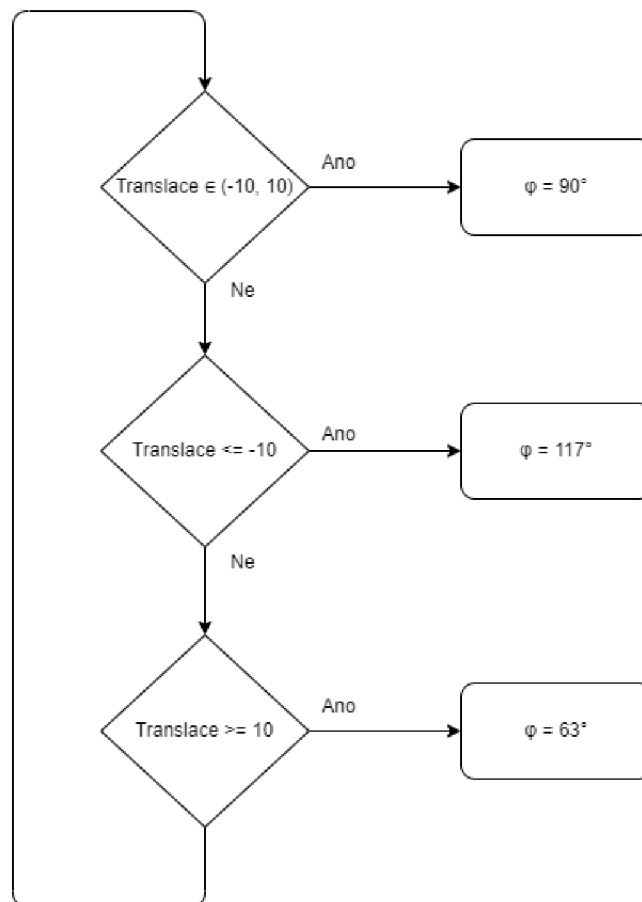 Translace ∈ (-10, 10)
Ano
φ = 90°
Ne
Translace <= -10
Ano
φ = 117°
Ne
Translace >= 10
Ano
φ = 63°